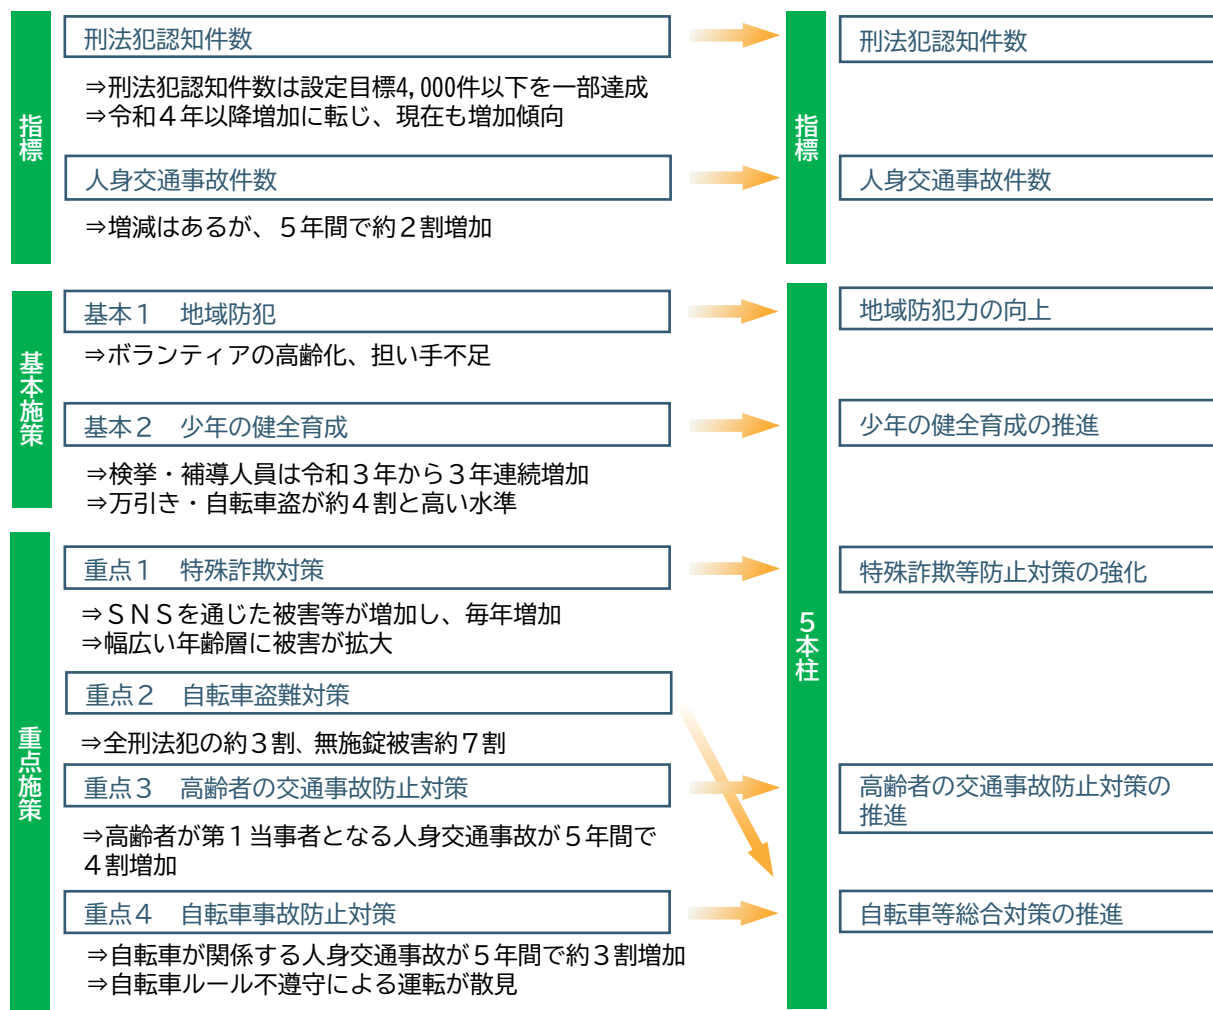 指標
刑法犯認知件数
⇒刑法犯認知件数は設定目標4,000件以下を一部達成
⇒令和４年以降増加に転じ、現在も増加傾向
人身交通事故件数
⇒増減はあるが、５年間で約２割増加
指標
刑法犯認知件数
人身交通事故件数
基本施策
基本１　地域防犯
⇒ボランティアの高齢化、担い手不足
基本２　少年の健全育成
⇒検挙・補導人員は令和３年から３年連続増加
⇒万引き・自転車盗が約４割と高い水準
重点施策
重点１　特殊詐欺対策
⇒ＳＮＳを通じた被害等が増加し、毎年増加
⇒幅広い年齢層に被害が拡大
重点２　自転車盗難対策
⇒全刑法犯の約３割、無施錠被害約７割
重点３　高齢者の交通事故防止対策
⇒高齢者が第１当事者となる人身交通事故が５年間で
４割増加
重点４　自転車事故防止対策
⇒自転車が関係する人身交通事故が５年間で約３割増加
⇒自転車ルール不遵守による運転が散見
５本柱
地域防犯力の向上
少年の健全育成の推進
特殊詐欺等防止対策の強化
高齢者の交通事故防止対策の
推進
自転車等総合対策の推進